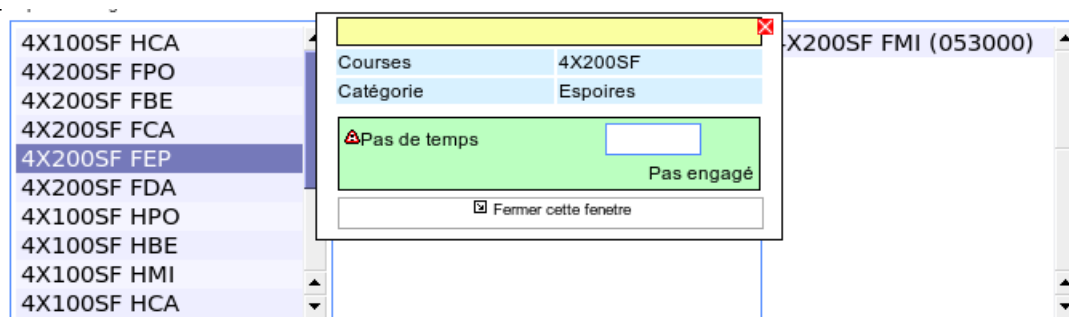 4X100SF HCA
4X200SF FPO
4X200SF FBE
4X200SF FCA
4X200SF FEP
4X200SF FDA
4X100SF HPO
4X100SF HBE
4X100SF HMI
4X100SF HCA
Courses 4X200SF
Catégorie Espoires
Pas de temps
Pas engagé
Fermer cette fenetre
X200SF FMI (053000)